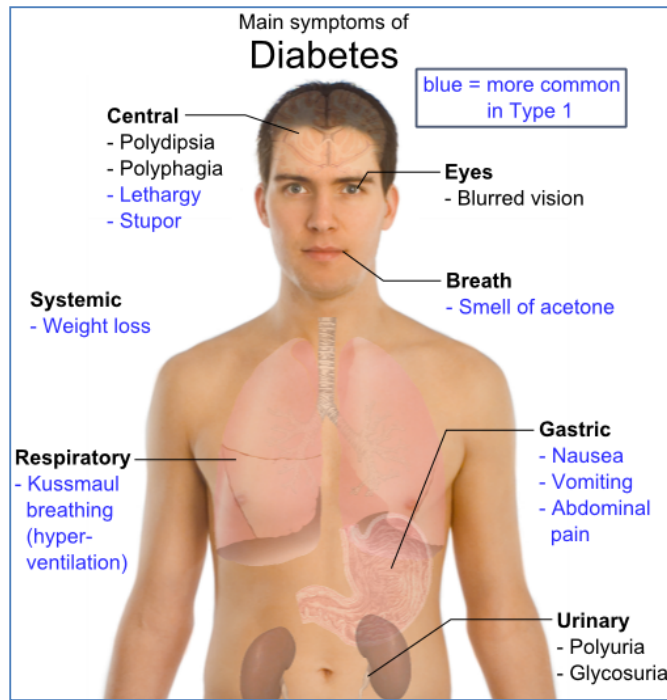 Main symptoms of
Diabetes
blue = more common
in Type 1
Central
- Polydipsia
- Polyphagia
- Lethargy
- Stupor
Eyes
- Blurred vision
Breath
- Smell of acetone
Systemic
- Weight loss
Respiratory
- Kussmaul
breathing
(hyper-
ventilation)
Gastric
- Nausea
- Vomiting
- Abdominal
pain
Urinary
- Polyuria
- Glycosuria